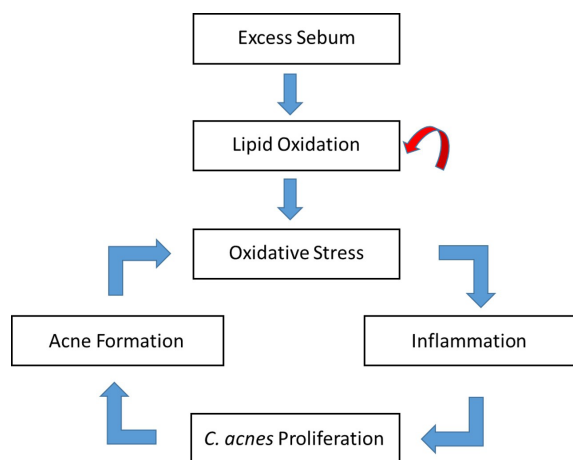 Excess Sebum
Lipid Oxidation
Oxidative Stress
Acne Formation
Inflammation
C. acnes Proliferation